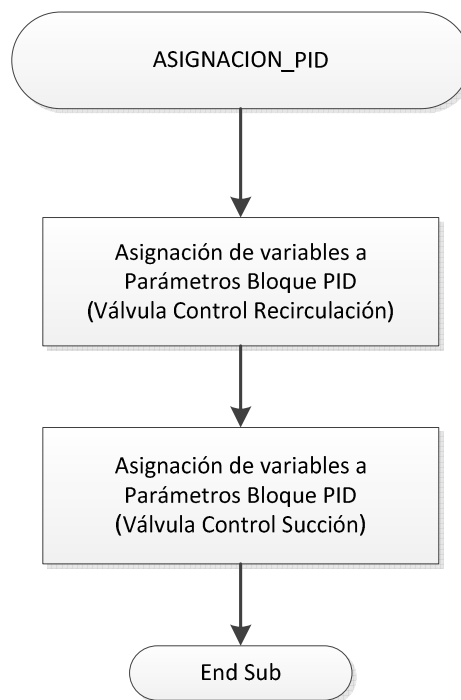 ASIGNACION_PID
Asignación de variables a
Parámetros Bloque PID
(Válvula Control Recirculación)
Asignación de variables a
Parámetros Bloque PID
(Válvula Control Succión)
End Sub